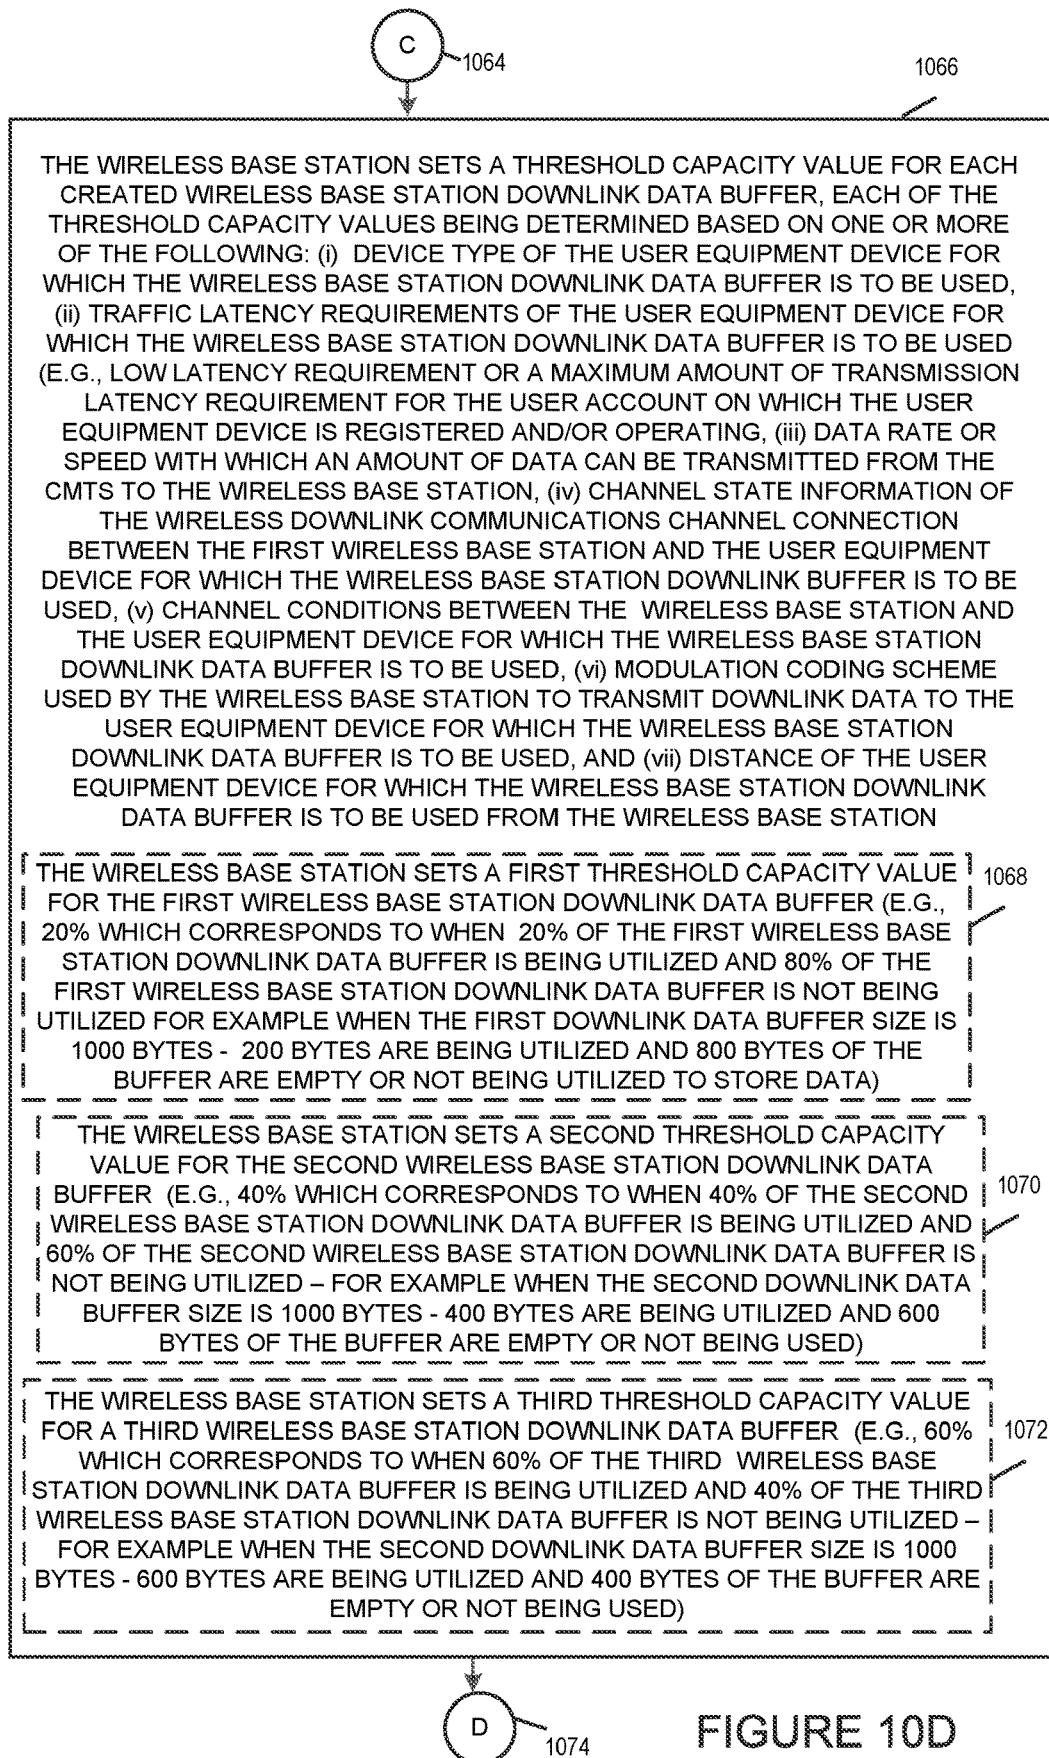 C
1064
1066
THE WIRELESS BASE STATION SETS A THRESHOLD CAPACITY VALUE FOR EACH
CREATED WIRELESS BASE STATION DOWNLINK DATA BUFFER, EACH OF THE
THRESHOLD CAPACITY VALUES BEING DETERMINED BASED ON ONE OR MORE
OF THE FOLLOWING: (i) DEVICE TYPE OF THE USER EQUIPMENT DEVICE FOR
WHICH THE WIRELESS BASE STATION DOWNLINK DATA BUFFER IS TO BE USED,
(ii) TRAFFIC LATENCY REQUIREMENTS OF THE USER EQUIPMENT DEVICE FOR
WHICH THE WIRELESS BASE STATION DOWNLINK DATA BUFFER IS TO BE USED
(E.G., LOW LATENCY REQUIREMENT OR A MAXIMUM AMOUNT OF TRANSMISSION
LATENCY REQUIREMENT FOR THE USER ACCOUNT ON WHICH THE USER
EQUIPMENT DEVICE IS REGISTERED AND/OR OPERATING, (iii) DATA RATE OR
SPEED WITH WHICH AN AMOUNT OF DATA CAN BE TRANSMITTED FROM THE
CMTS TO THE WIRELESS BASE STATION, (iv) CHANNEL STATE INFORMATION OF
THE WIRELESS DOWNLINK COMMUNICATIONS CHANNEL CONNECTION
BETWEEN THE FIRST WIRELESS BASE STATION AND THE USER EQUIPMENT
DEVICE FOR WHICH THE WIRELESS BASE STATION DOWNLINK BUFFER IS TO BE
USED, (v) CHANNEL CONDITIONS BETWEEN THE WIRELESS BASE STATION AND
THE USER EQUIPMENT DEVICE FOR WHICH THE WIRELESS BASE STATION
DOWNLINK DATA BUFFER IS TO BE USED, (vi) MODULATION CODING SCHEME
USED BY THE WIRELESS BASE STATION TO TRANSMIT DOWNLINK DATA TO THE
USER EQUIPMENT DEVICE FOR WHICH THE WIRELESS BASE STATION
DOWNLINK DATA BUFFER IS TO BE USED, AND (vii) DISTANCE OF THE USER
EQUIPMENT DEVICE FOR WHICH THE WIRELESS BASE STATION DOWNLINK
DATA BUFFER IS TO BE USED FROM THE WIRELESS BASE STATION
THE WIRELESS BASE STATION SETS A FIRST THRESHOLD CAPACITY VALUE
FOR THE FIRST WIRELESS BASE STATION DOWNLINK DATA BUFFER (E.G.,
20% WHICH CORRESPONDS TO WHEN 20% OF THE FIRST WIRELESS BASE
STATION DOWNLINK DATA BUFFER IS BEING UTILIZED AND 80% OF THE
FIRST WIRELESS BASE STATION DOWNLINK DATA BUFFER IS NOT BEING
UTILIZED FOR EXAMPLE WHEN THE FIRST DOWNLINK DATA BUFFER SIZE IS
1000 BYTES - 200 BYTES ARE BEING UTILIZED AND 800 BYTES OF THE
BUFFER ARE EMPTY OR NOT BEING UTILIZED TO STORE DATA)
1068
THE WIRELESS BASE STATION SETS A SECOND THRESHOLD CAPACITY
VALUE FOR THE SECOND WIRELESS BASE STATION DOWNLINK DATA
BUFFER (E.G., 40% WHICH CORRESPONDS TO WHEN 40% OF THE SECOND
WIRELESS BASE STATION DOWNLINK DATA BUFFER IS BEING UTILIZED AND
60% OF THE SECOND WIRELESS BASE STATION DOWNLINK DATA BUFFER IS
NOT BEING UTILIZED – FOR EXAMPLE WHEN THE SECOND DOWNLINK DATA
BUFFER SIZE IS 1000 BYTES - 400 BYTES ARE BEING UTILIZED AND 600
BYTES OF THE BUFFER ARE EMPTY OR NOT BEING USED)
1070
THE WIRELESS BASE STATION SETS A THIRD THRESHOLD CAPACITY VALUE
FOR A THIRD WIRELESS BASE STATION DOWNLINK DATA BUFFER (E.G., 60%
WHICH CORRESPONDS TO WHEN 60% OF THE THIRD WIRELESS BASE
STATION DOWNLINK DATA BUFFER IS BEING UTILIZED AND 40% OF THE THIRD
WIRELESS BASE STATION DOWNLINK DATA BUFFER IS NOT BEING UTILIZED –
FOR EXAMPLE WHEN THE SECOND DOWNLINK DATA BUFFER SIZE IS 1000
BYTES - 600 BYTES ARE BEING UTILIZED AND 400 BYTES OF THE BUFFER ARE
EMPTY OR NOT BEING USED)
1072
D
1074
FIGURE 10D